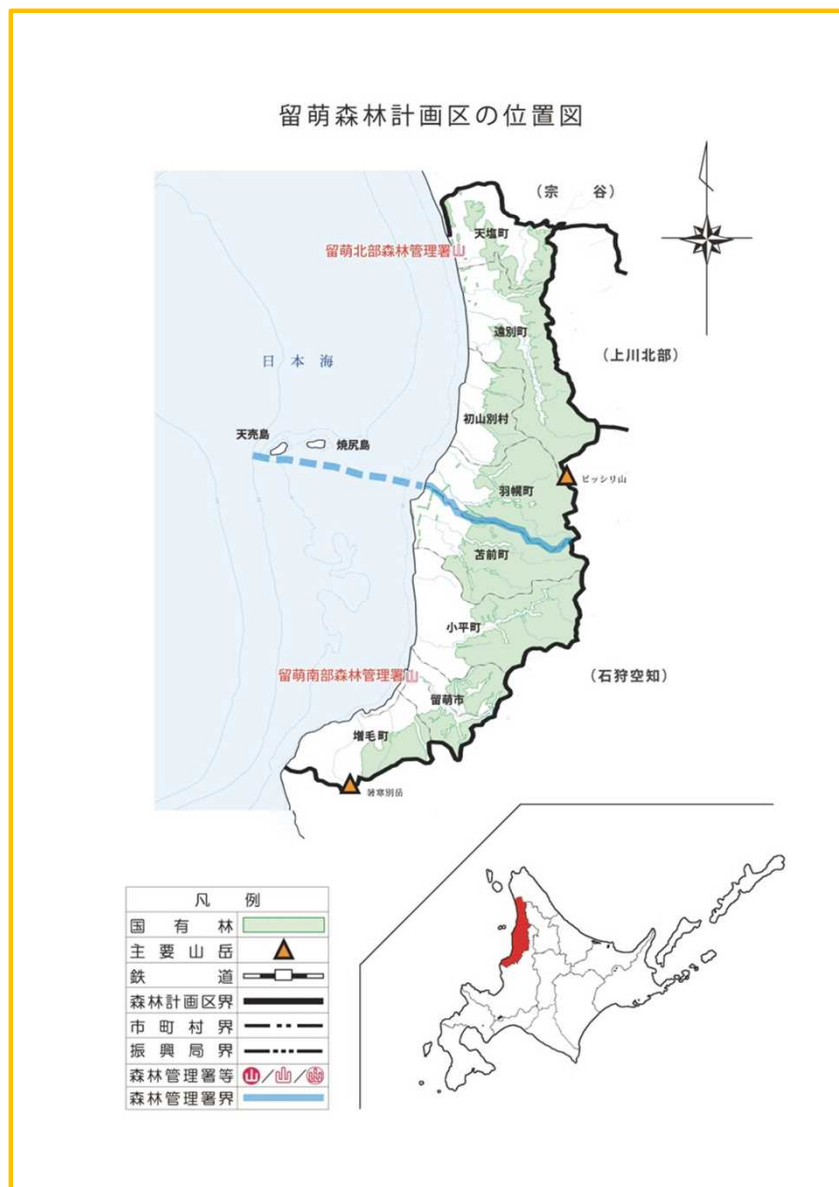 留萌森林計画区の位置図
（宗　　谷）
天塩町
留萌北部森林管理署
遠別町
（上川北部）
日　本　海
初山別村
天売島
焼尻島
羽幌町
ピッシリ山
苫前町
小平町
留萌南部森林管理署
（石狩空知）
留萌市
増毛町
暑寒別岳
凡　　例
国　有　林
主　要　山　岳
鉄　　　道
森林計画区界
市　町　村　界
振　興　局　界
森林管理署等
森林管理署界